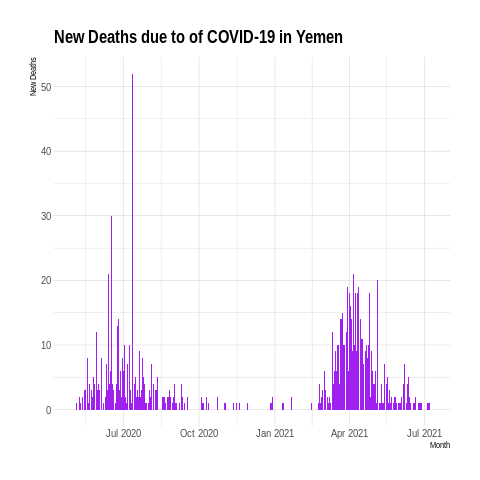 New Deaths due to of COVID-19 in Yemen
New Deaths
50
40
30
20
10
0
Jul 2020 Oct 2020 Jan 2021 Apr 2021 Jul 2021
Month